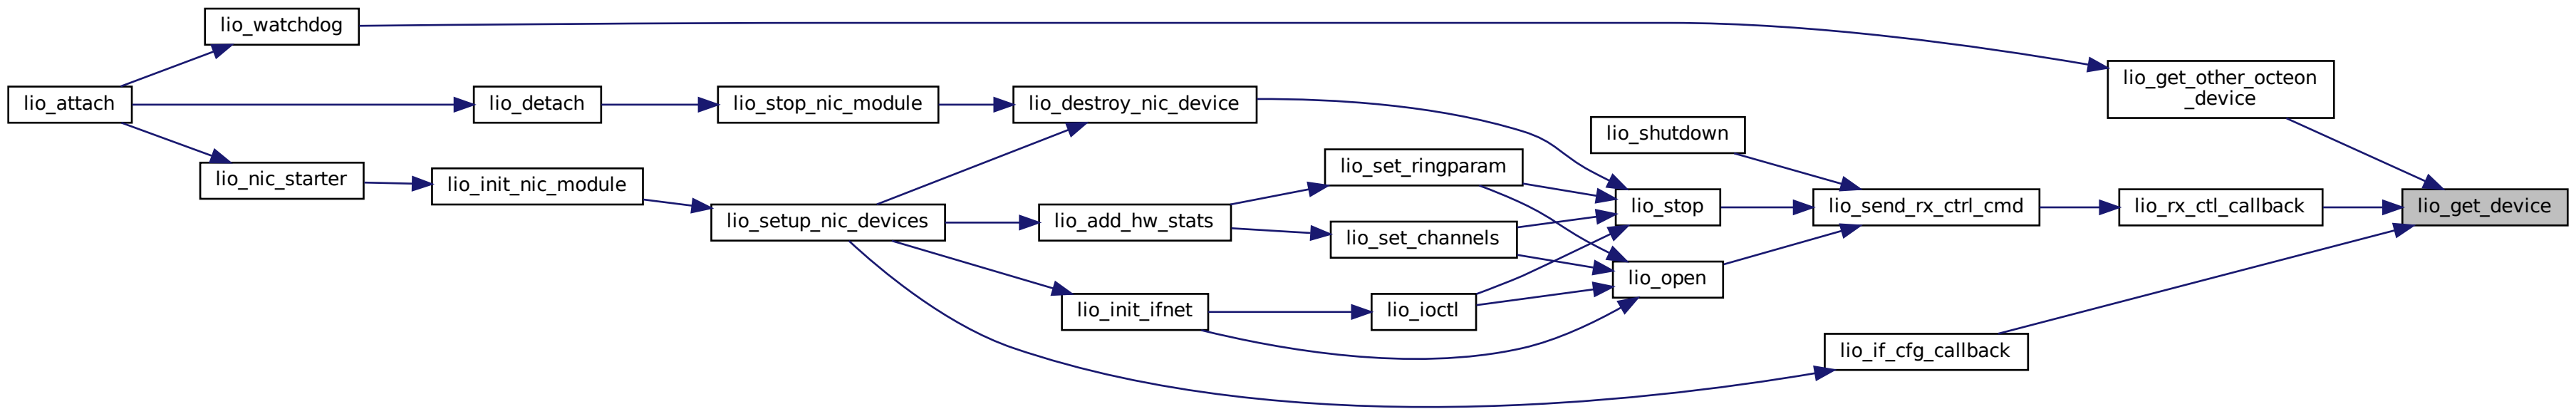 lio_watchdog
lio_get_other_octeon
_device
lio_attach
lio_detach
lio_stop_nic_module
lio_destroy_nic_device
lio_shutdown
lio_set_ringparam
lio_nic_starter
lio_init_nic_module
lio_setup_nic_devices
lio_add_hw_stats
lio_set_channels
lio_stop
lio_send_rx_ctrl_cmd
lio_rx_ctl_callback
lio_get_device
lio_open
lio_init_ifnet
lio_ioctl
lio_if_cfg_callback